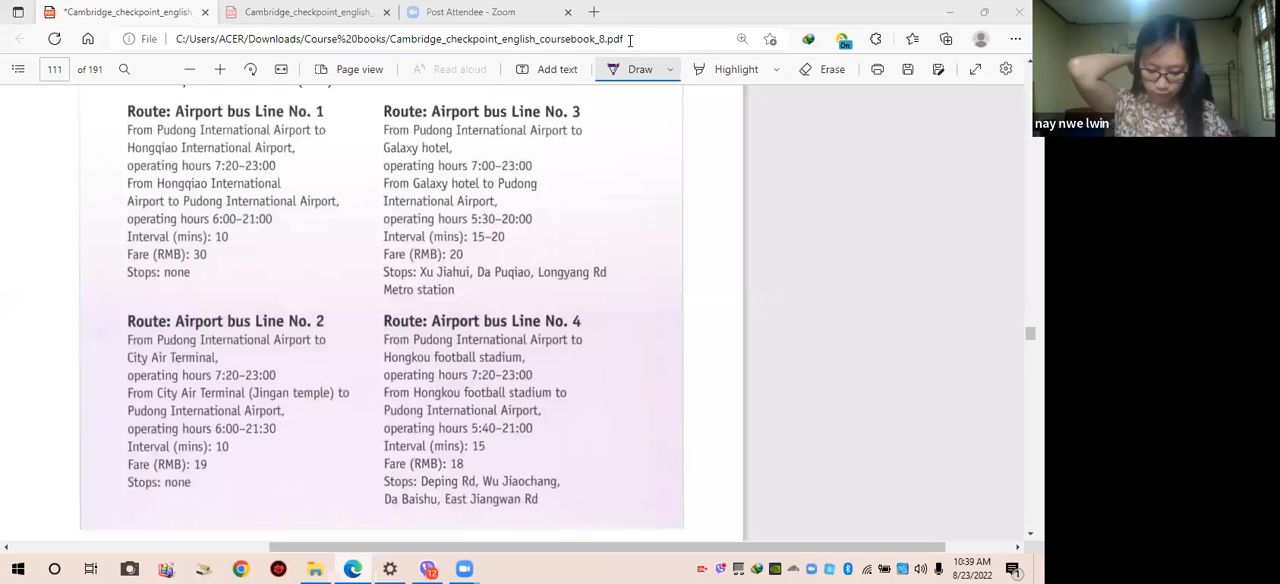 *Cambridge_checkpoint_english
Cambridge_checkpoint_english_
Post Attendee - Zoom
File
C:/Users/ACER/Downloads/Course%20books/Cambridge_checkpoint_english_coursebook_8.pdf
On
111 of 191
Page view
Read aloud
Add text
Draw
Highlight
Erase
nay nwe lwin
Route: Airport bus Line No. 1
From Pudong International Airport to
Hongqiao International Airport,
operating hours 7:20–23:00
From Hongqiao International
Airport to Pudong International Airport,
operating hours 6:00–21:00
Interval (mins): 10
Fare (RMB): 30
Stops: none
Route: Airport bus Line No. 2
From Pudong International Airport to
City Air Terminal,
operating hours 7:20–23:00
From City Air Terminal (Jingan temple) to
Pudong International Airport,
operating hours 6:00–21:30
Interval (mins): 10
Fare (RMB): 19
Stops: none
Route: Airport bus Line No. 3
From Pudong International Airport to
Galaxy hotel,
operating hours 7:00–23:00
From Galaxy hotel to Pudong
International Airport,
operating hours 5:30–20:00
Interval (mins): 15–20
Fare (RMB): 20
Stops: Xu Jiahui, Da Puqiao, Longyang Rd
Metro station
Route: Airport bus Line No. 4
From Pudong International Airport to
Hongkou football stadium,
operating hours 7:20–23:00
From Hongkou football stadium to
Pudong International Airport,
operating hours 5:40–21:00
Interval (mins): 15
Fare (RMB): 18
Stops: Deping Rd, Wu Jiaochang,
Da Baishu, East Jiangwan Rd
12
10:39 AM
8/23/2022
1